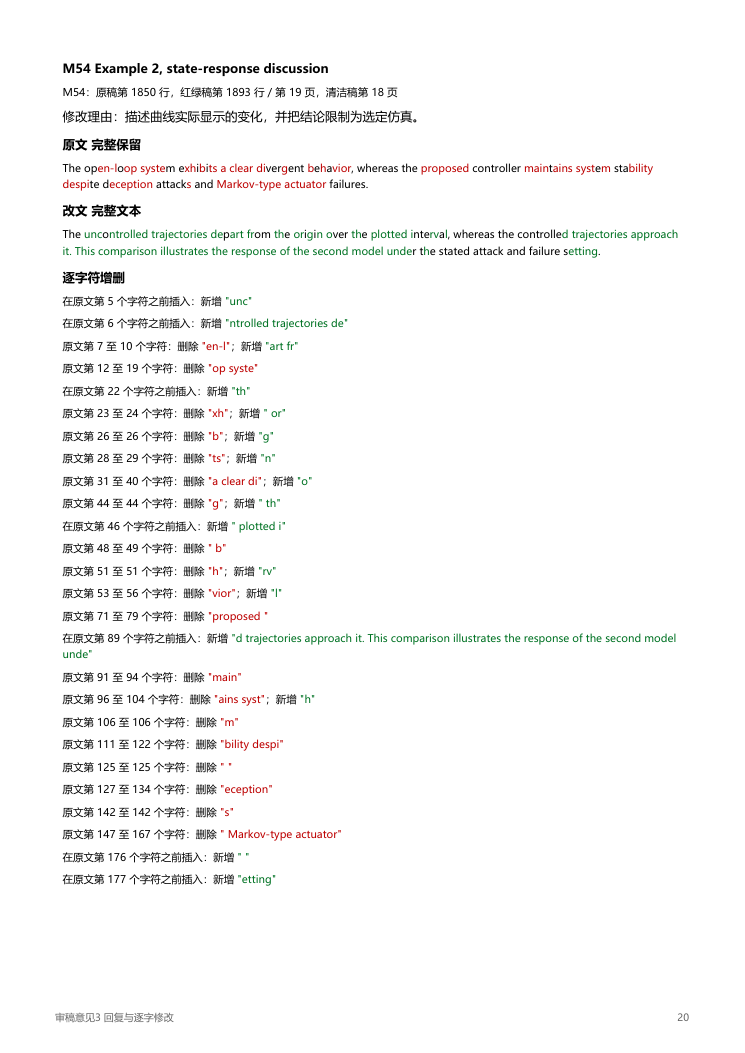 M54 Example 2, state-response discussion
M54：原稿第 1850 行，红绿稿第 1893 行 / 第 19 页，清洁稿第 18 页
修改理由：描述曲线实际显示的变化，并把结论限制为选定仿真。
原文 完整保留
The open-loop system exhibits a clear divergent behavior, whereas the proposed controller maintains system stability
despite deception attacks and Markov-type actuator failures.
改文 完整文本
The uncontrolled trajectories depart from the origin over the plotted interval, whereas the controlled trajectories approach
it. This comparison illustrates the response of the second model under the stated attack and failure setting.
逐字符增删
在原文第 5 个字符之前插入：新增 "unc"
在原文第 6 个字符之前插入：新增 "ntrolled trajectories de"
原文第 7 至 10 个字符：删除 "en-l"；新增 "art fr"
原文第 12 至 19 个字符：删除 "op syste"
在原文第 22 个字符之前插入：新增 "th"
原文第 23 至 24 个字符：删除 "xh"；新增 " or"
原文第 26 至 26 个字符：删除 "b"；新增 "g"
原文第 28 至 29 个字符：删除 "ts"；新增 "n"
原文第 31 至 40 个字符：删除 "a clear di"；新增 "o"
原文第 44 至 44 个字符：删除 "g"；新增 " th"
在原文第 46 个字符之前插入：新增 " plotted i"
原文第 48 至 49 个字符：删除 " b"
原文第 51 至 51 个字符：删除 "h"；新增 "rv"
原文第 53 至 56 个字符：删除 "vior"；新增 "l"
原文第 71 至 79 个字符：删除 "proposed "
在原文第 89 个字符之前插入：新增 "d trajectories approach it. This comparison illustrates the response of the second model
unde"
原文第 91 至 94 个字符：删除 "main"
原文第 96 至 104 个字符：删除 "ains syst"；新增 "h"
原文第 106 至 106 个字符：删除 "m"
原文第 111 至 122 个字符：删除 "bility despi"
原文第 125 至 125 个字符：删除 " "
原文第 127 至 134 个字符：删除 "eception"
原文第 142 至 142 个字符：删除 "s"
原文第 147 至 167 个字符：删除 " Markov-type actuator"
在原文第 176 个字符之前插入：新增 " "
在原文第 177 个字符之前插入：新增 "etting"
审稿意见3 回复与逐字修改
20